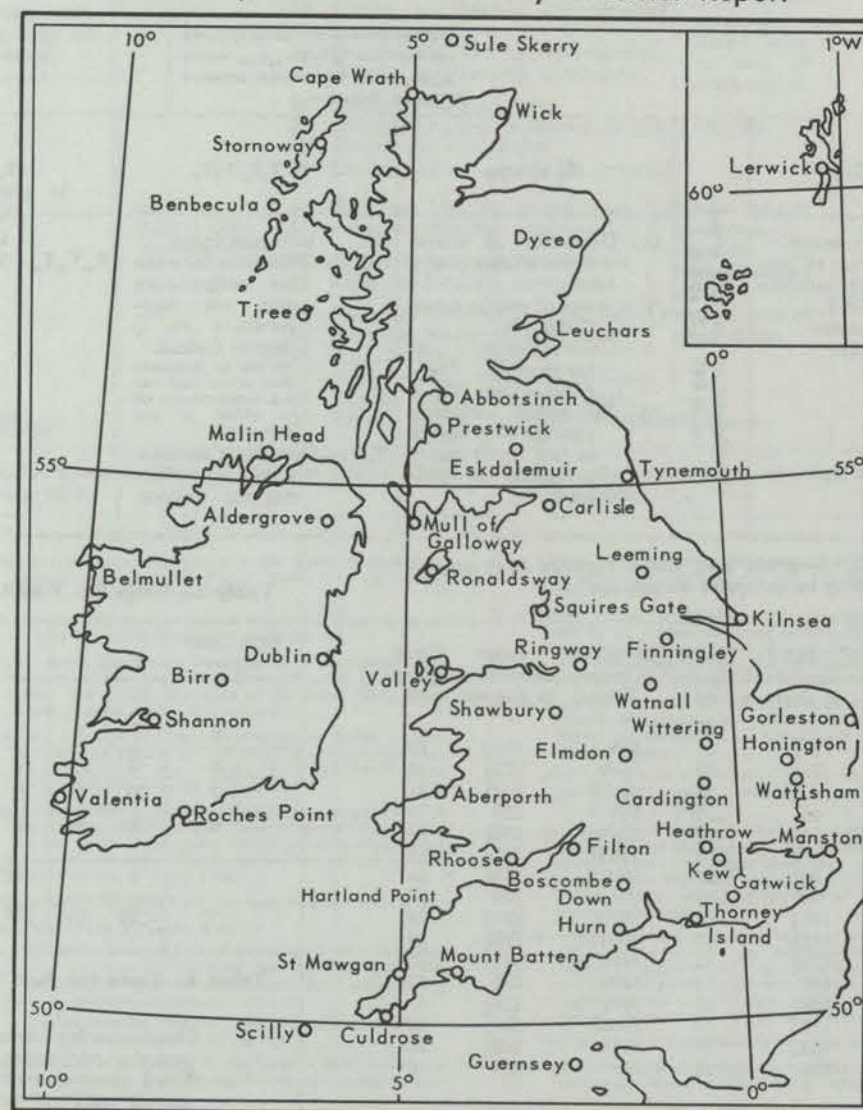 Report
10° 5° Sule Skerry 1°W
Cape Wrath
Wick
Stornoway
Lerwick
60°
Benbecula
Dyce
Tiree
Leuchars
0°
Abbotsinch
Malin Head
Prestwick
55° Eskdalemuir Tynemouth 55°
Aldergrove
Carlisle
Mull of
Galloway
Leeming
Belmullet
Ronaldsway
Squires Gate
Kilnsea
Dublin
Ringway
Finningley
Birr
Valley
Watnall
Shannon
Shawbury
Wittering
Gorleston
Elmdon
Honington
Valentia
Aberporth
Cardington
Wattisham
Roches Point
Heathrow
Manston
Rhoose
Filton
Kew
Boscombe
Down
Gatwick
Hartland Point
Hurn
Thorney
Island
St Mawgan
Mount Batten
50° 50°
Scilly
Culdrose
Guernsey
10° 5° 0°